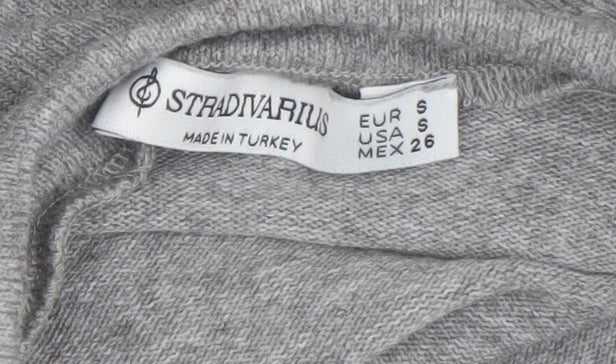 STRADIVARIUS
MADE IN TURKEY
EUR S
USA S
MEX 26